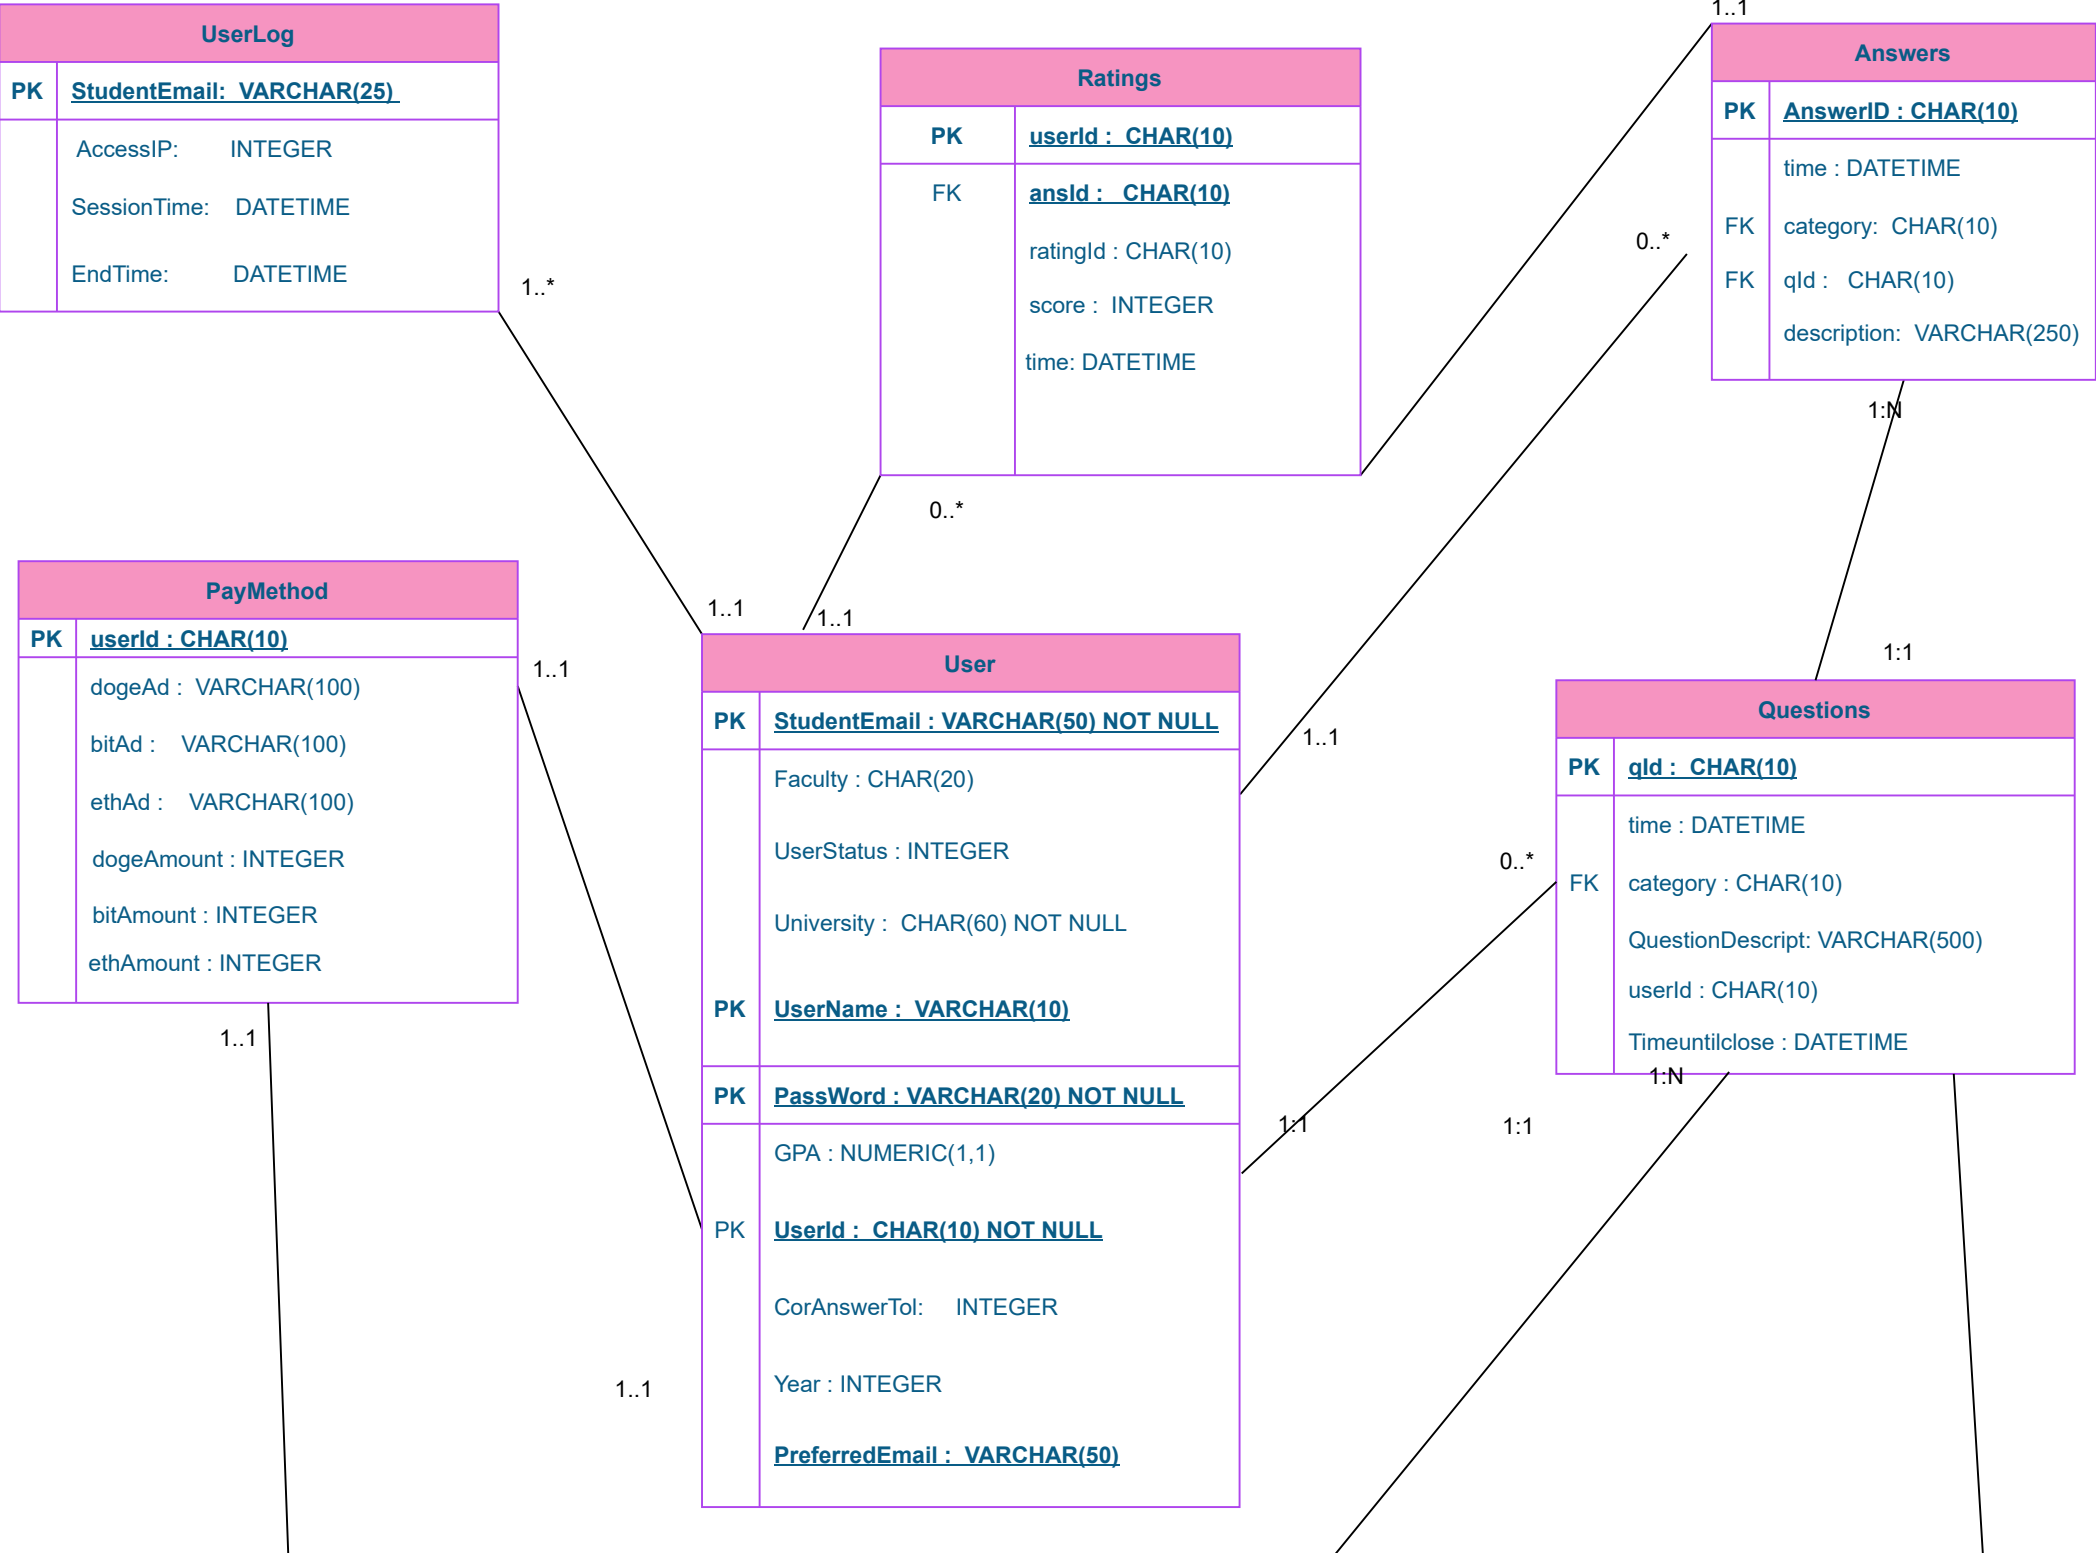 UserLog
PK StudentEmail: VARCHAR(25)
AccessIP: INTEGER
SessionTime: DATETIME
EndTime: DATETIME
1..*
Ratings
PK userId : CHAR(10)
FK ansId : CHAR(10)
ratingId : CHAR(10)
score : INTEGER
time: DATETIME
0..*
1..1
Answers
PK AnswerID : CHAR(10)
time : DATETIME
FK category: CHAR(10)
FK qId : CHAR(10)
description: VARCHAR(250)
0..*
1:N
PayMethod
PK userId : CHAR(10)
dogeAd : VARCHAR(100)
bitAd : VARCHAR(100)
ethAd : VARCHAR(100)
dogeAmount : INTEGER
bitAmount : INTEGER
ethAmount : INTEGER
1..1
1..1
1..1
1..1
User
PK StudentEmail : VARCHAR(50) NOT NULL
Faculty : CHAR(20)
UserStatus : INTEGER
University : CHAR(60) NOT NULL
PK UserName : VARCHAR(10)
PK PassWord : VARCHAR(20) NOT NULL
GPA : NUMERIC(1,1)
PK UserId : CHAR(10) NOT NULL
CorAnswerTol: INTEGER
Year : INTEGER
PreferredEmail : VARCHAR(50)
1..1
1..1
1:1
0..*
1:1
Questions
PK qId : CHAR(10)
time : DATETIME
FK category : CHAR(10)
QuestionDescript: VARCHAR(500)
userId : CHAR(10)
Timeuntilclose : DATETIME
1:N
1:1